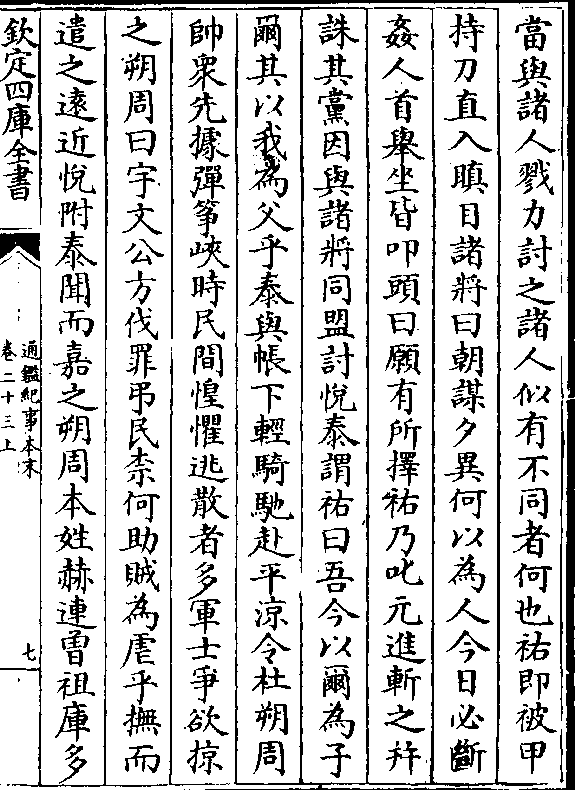 當與諸人戮力討之諸人似有不同者何也祐即被甲
持刀直入瞋目諸將曰朝謀夕異何以為人今日必斷
姦人首舉坐皆叩頭曰願有所擇祐乃叱元進斬之幷
誅其黨因與諸將同盟討悅泰謂祐曰吾今以爾為子
爾其以我為父乎泰與帳下輕騎馳赴平涼令杜朔周
帥衆先據彈箏峽時民間惶懼逃散者多軍士爭欲掠
之朔周曰宇文公方伐罪弔民柰何助賊為虐乎撫而
遣之遠近悅附泰聞而嘉之朔周本姓赫連曾祖庫多
欽定四庫全書
通鑑紀事本末
卷二十三上
七